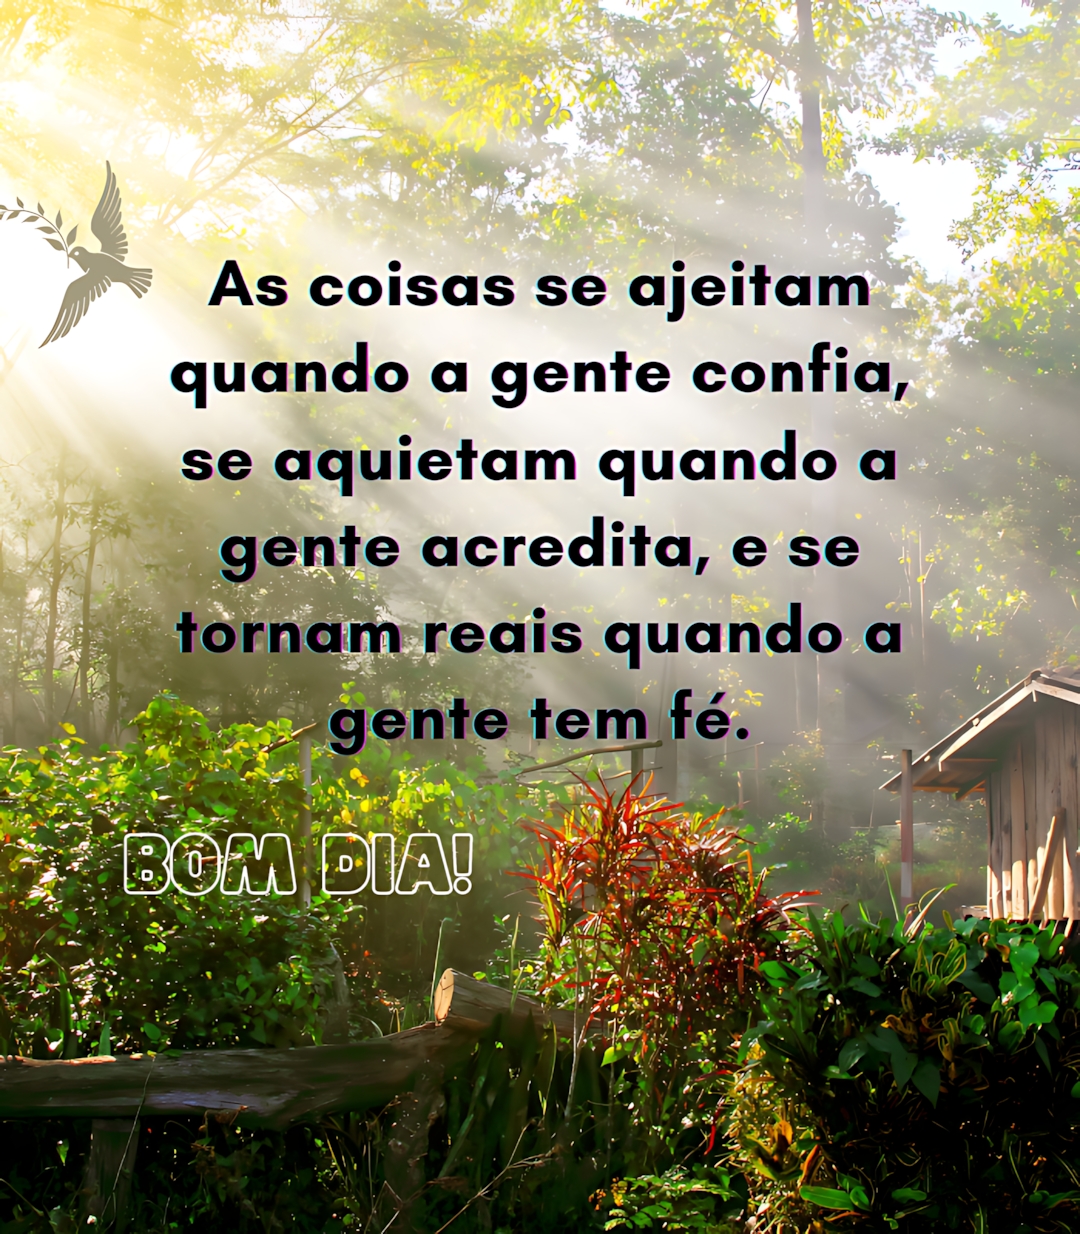 As coisas se ajeitam
quando a gente confia,
se aquietam quando a
gente acredita, e se
tornam reais quando a
gente tem fé.
BOM DIA!